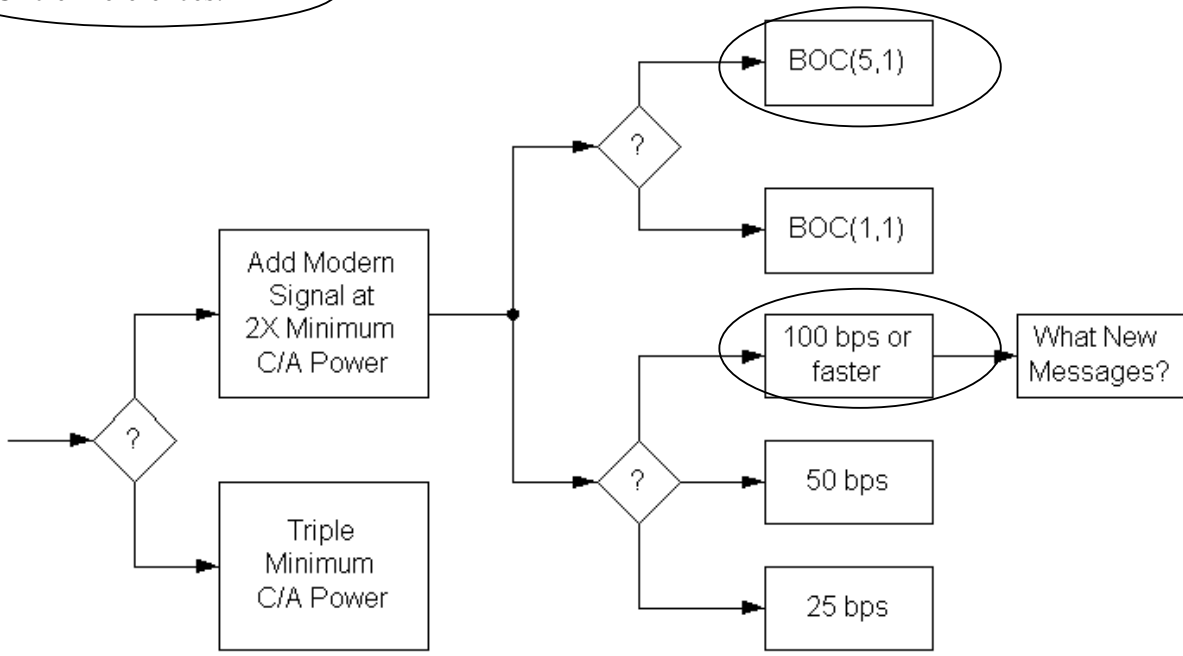 BOC(5,1)
?
BOC(1,1)
Add Modern
Signal at
2X Minimum
C/A Power
100 bps or
faster
What New
Messages?
?
?
50 bps
Triple
Minimum
C/A Power
25 bps